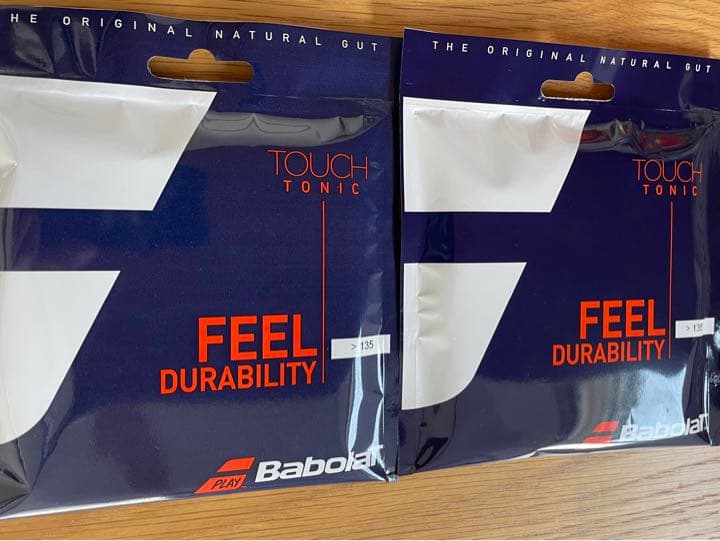 HE ORIGINAL NATURAL GUT
TOUCH
TONIC
FEEL
DURABILITY
> 135
PLAY Babolat
THE ORIGINAL NATURAL GUT
TOUCH
TONIC
FEEL
DURABILITY
> 135
Babolat